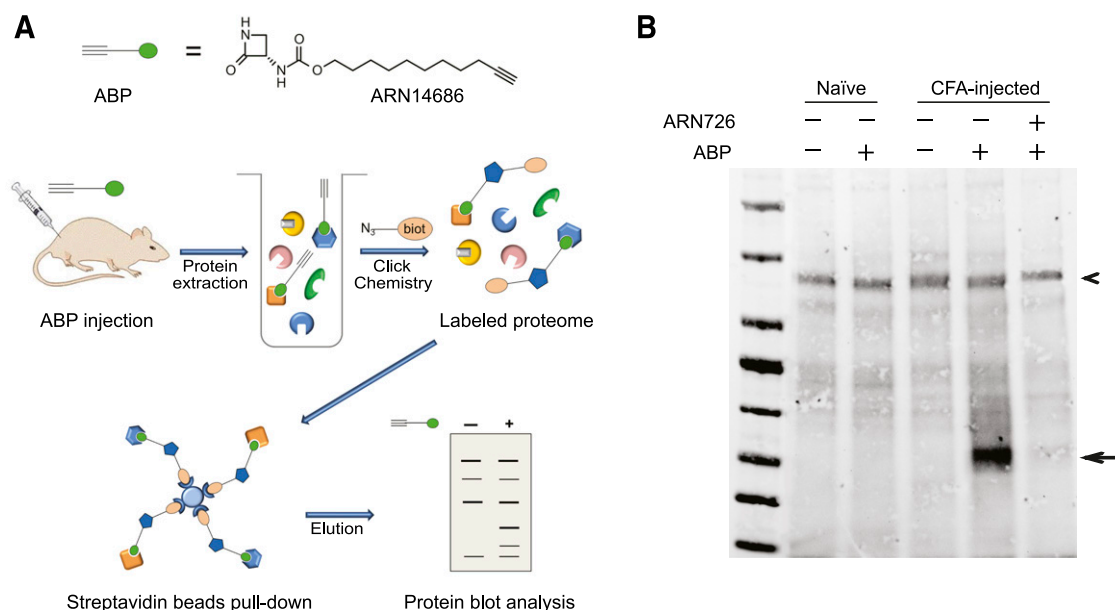 A
ABP
=
ARN14686
HN
O
N
H
O
O
ABP injection
Protein
extraction
N3
biot
Click
Chemistry
Labeled proteome
Streptavidin beads pull-down
Elution
− +
Protein blot analysis
B
Naïve CFA-injected
ARN726 − − − − +
ABP − + − + +